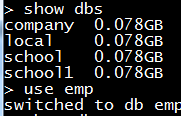 > show dbs
company  0.078GB
local    0.078GB
school   0.078GB
school1  0.078GB
> use emp
switched to db emp